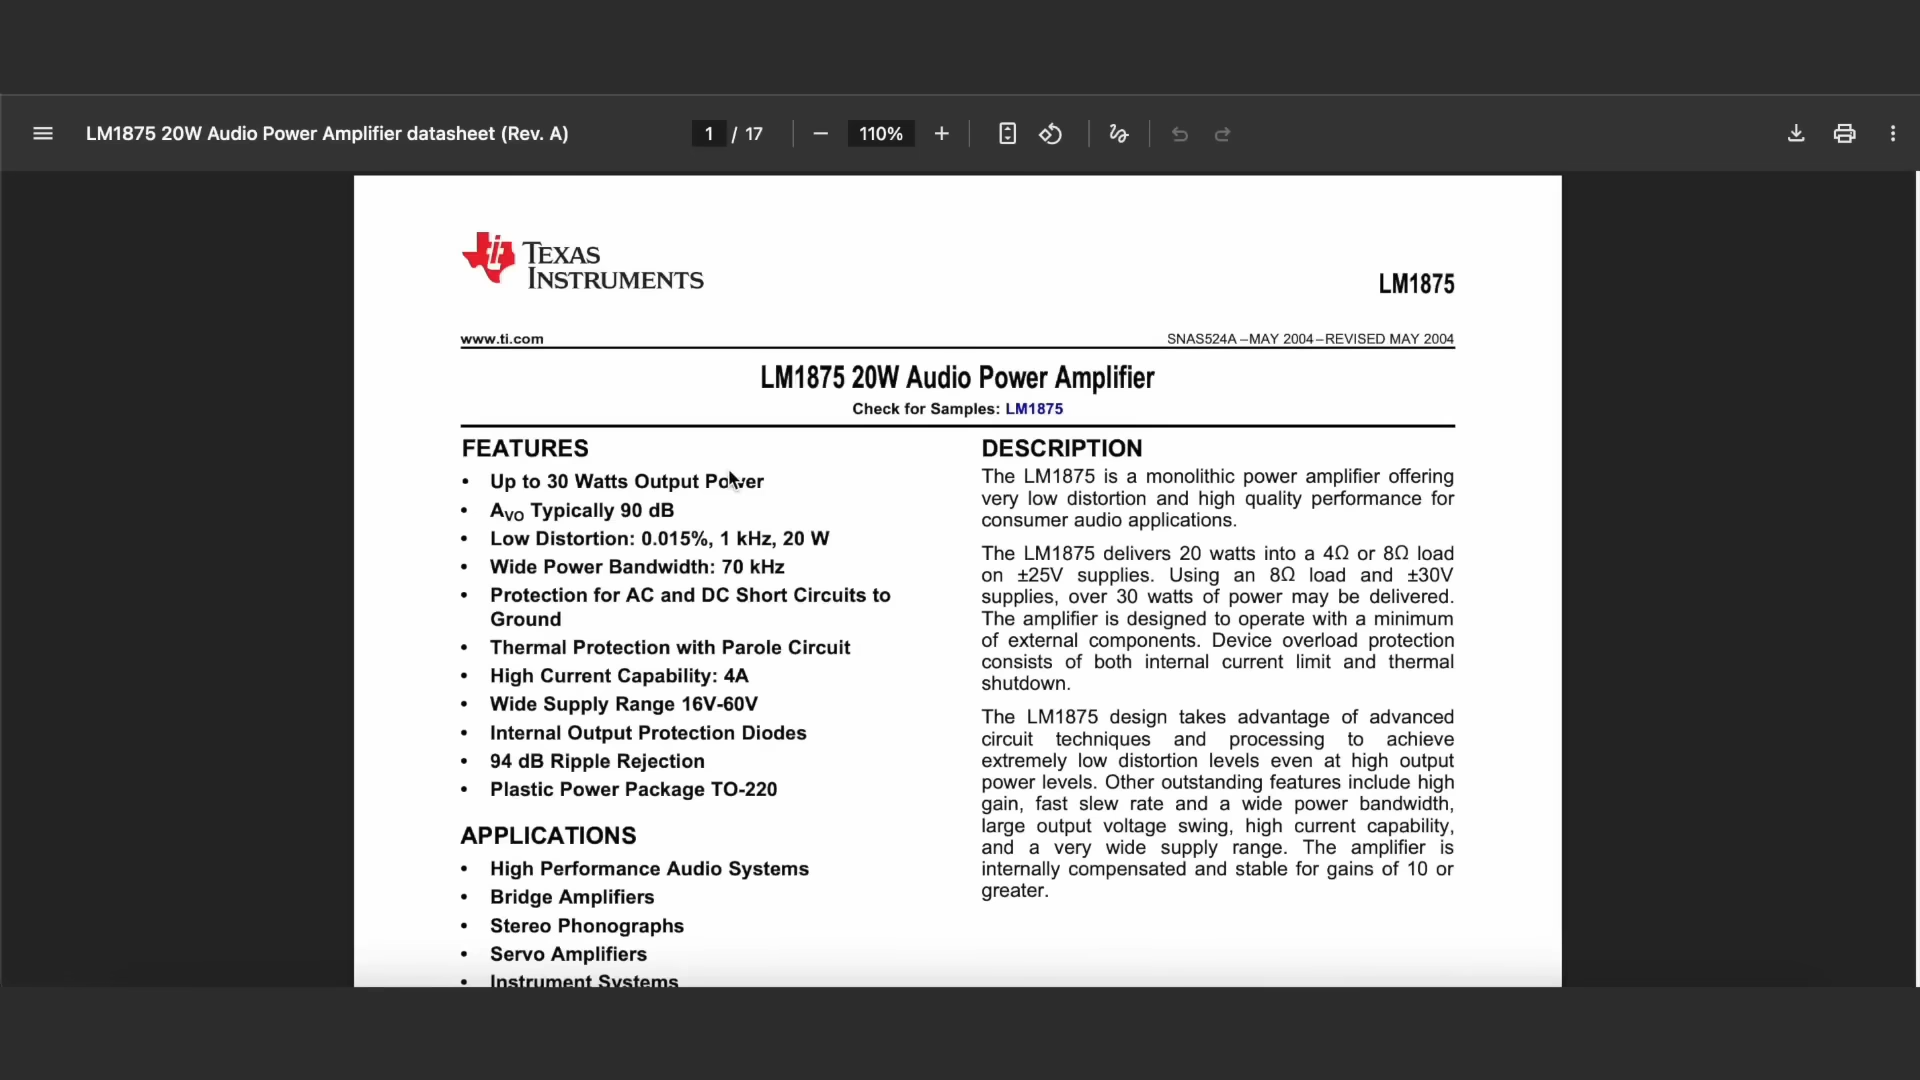 LM1875 20W Audio Power Amplifier datasheet (Rev. A)
1 / 17
110%
TEXAS
INSTRUMENTS
LM1875
www.ti.com
SNAS524A –MAY 2004–REVISED MAY 2004
LM1875 20W Audio Power Amplifier
Check for Samples: LM1875
FEATURES
• Up to 30 Watts Output Power
• AVO Typically 90 dB
• Low Distortion: 0.015%, 1 kHz, 20 W
• Wide Power Bandwidth: 70 kHz
• Protection for AC and DC Short Circuits to
Ground
• Thermal Protection with Parole Circuit
• High Current Capability: 4A
• Wide Supply Range 16V-60V
• Internal Output Protection Diodes
• 94 dB Ripple Rejection
• Plastic Power Package TO-220
APPLICATIONS
• High Performance Audio Systems
• Bridge Amplifiers
• Stereo Phonographs
• Servo Amplifiers
• Instrument Systems
DESCRIPTION
The LM1875 is a monolithic power amplifier offering
very low distortion and high quality performance for
consumer audio applications.
The LM1875 delivers 20 watts into a 4Ω or 8Ω load
on ±25V supplies. Using an 8Ω load and ±30V
supplies, over 30 watts of power may be delivered.
The amplifier is designed to operate with a minimum
of external components. Device overload protection
consists of both internal current limit and thermal
shutdown.
The LM1875 design takes advantage of advanced
circuit techniques and processing to achieve
extremely low distortion levels even at high output
power levels. Other outstanding features include high
gain, fast slew rate and a wide power bandwidth,
large output voltage swing, high current capability,
and a very wide supply range. The amplifier is
internally compensated and stable for gains of 10 or
greater.